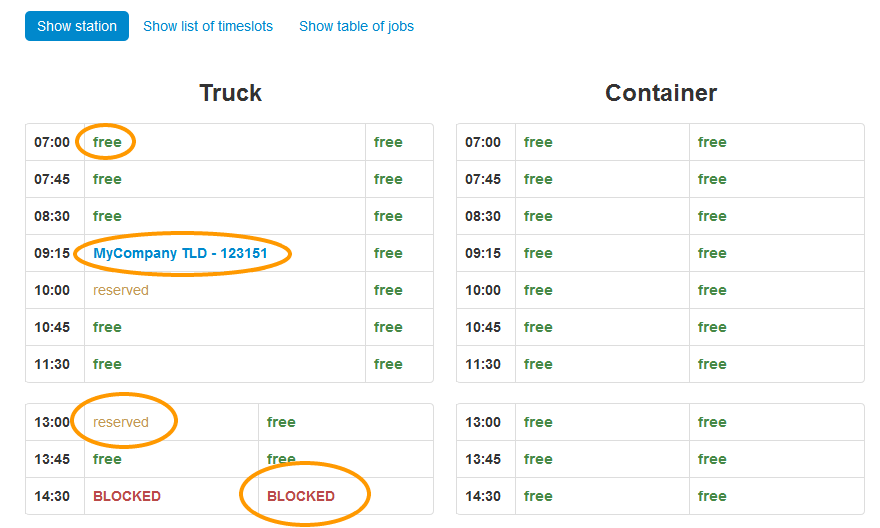 Show station Show list of timeslots Show table of jobs
Truck
07:00 free free
07:45 free free
08:30 free free
09:15 MyCompany TLD - 123151 free
10:00 reserved free
10:45 free free
11:30 free free
13:00 reserved free
13:45 free free
14:30 BLOCKED BLOCKED
Container
07:00 free free
07:45 free free
08:30 free free
09:15 free free
10:00 free free
10:45 free free
11:30 free free
13:00 free free
13:45 free free
14:30 free free